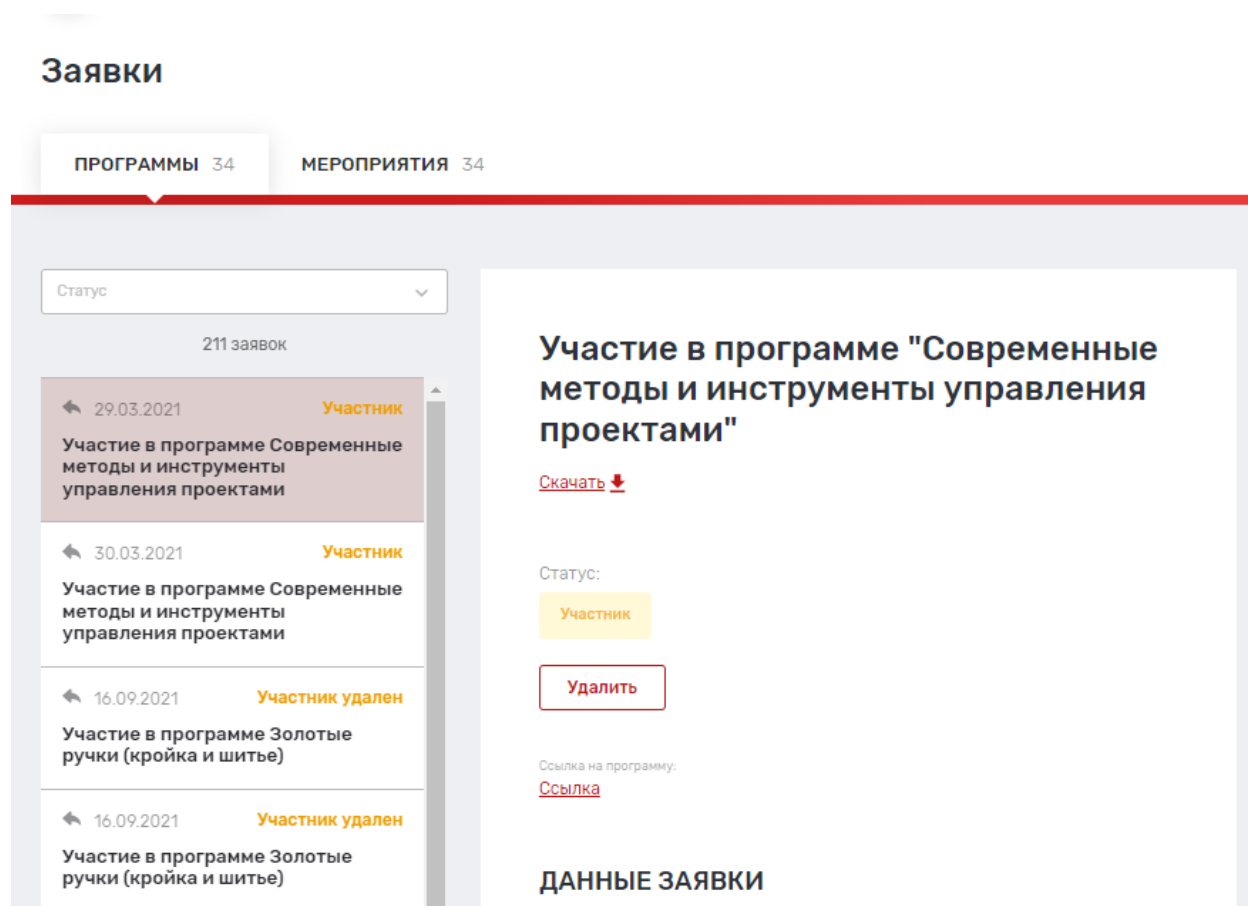 Заявки
ПРОГРАММЫ 34 МЕРОПРИЯТИЯ 34
Статус
211 заявок
29.03.2021 Участник
Участие в программе Современные
методы и инструменты
управления проектами
30.03.2021 Участник
Участие в программе Современные
методы и инструменты
управления проектами
16.09.2021 Участник удален
Участие в программе Золотые
ручки (кройка и шитье)
16.09.2021 Участник удален
Участие в программе Золотые
ручки (кройка и шитье)
Участие в программе "Современные
методы и инструменты управления
проектами"
Скачать
Статус:
Участник
Удалить
Ссылка на программу:
Ссылка
ДАННЫЕ ЗАЯВКИ